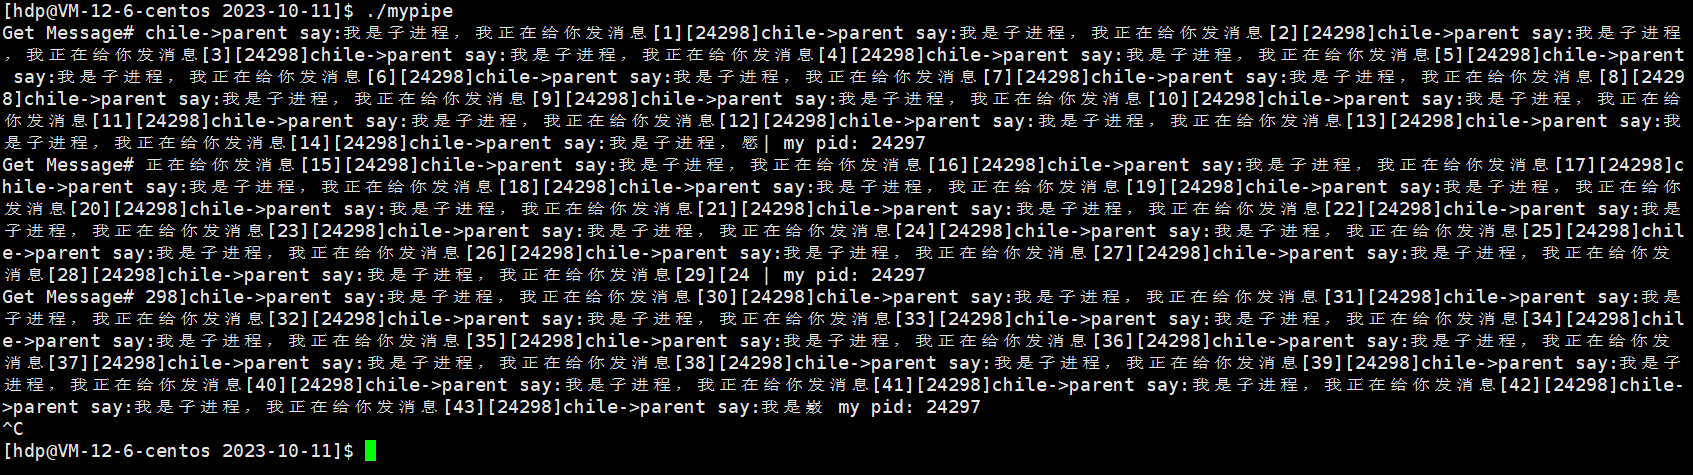 [hdp@VM-12-6-centos 2023-10-11]$ ./mypipe
Get Message# chile->parent say:我是子进程，我正在给你发消息[1][24298]chile->parent say:我是子进程，我正在给你发消息[2][24298]chile->parent say:我是子进程
，我正在给你发消息[3][24298]chile->parent say:我是子进程，我正在给你发消息[4][24298]chile->parent say:我是子进程，我正在给你发消息[5][24298]chile->parent
 say:我是子进程，我正在给你发消息[6][24298]chile->parent say:我是子进程，我正在给你发消息[7][24298]chile->parent say:我是子进程，我正在给你发消息[8][2429
8]chile->parent say:我是子进程，我正在给你发消息[9][24298]chile->parent say:我是子进程，我正在给你发消息[10][24298]chile->parent say:我是子进程，我正在给
你发消息[11][24298]chile->parent say:我是子进程，我正在给你发消息[12][24298]chile->parent say:我是子进程，我正在给你发消息[13][24298]chile->parent say:我
是子进程，我正在给你发消息[14][24298]chile->parent say:我是子进程，| my pid: 24297
Get Message# 正在给你发消息[15][24298]chile->parent say:我是子进程，我正在给你发消息[16][24298]chile->parent say:我是子进程，我正在给你发消息[17][24298]c
hile->parent say:我是子进程，我正在给你发消息[18][24298]chile->parent say:我是子进程，我正在给你发消息[19][24298]chile->parent say:我是子进程，我正在给你
发消息[20][24298]chile->parent say:我是子进程，我正在给你发消息[21][24298]chile->parent say:我是子进程，我正在给你发消息[22][24298]chile->parent say:我是
子进程，我正在给你发消息[23][24298]chile->parent say:我是子进程，我正在给你发消息[24][24298]chile->parent say:我是子进程，我正在给你发消息[25][24298]chil
e->parent say:我是子进程，我正在给你发消息[26][24298]chile->parent say:我是子进程，我正在给你发消息[27][24298]chile->parent say:我是子进程，我正在给你发
消息[28][24298]chile->parent say:我是子进程，我正在给你发消息[29][24 | my pid: 24297
Get Message# 298]chile->parent say:我是子进程，我正在给你发消息[30][24298]chile->parent say:我是子进程，我正在给你发消息[31][24298]chile->parent say:我是
子进程，我正在给你发消息[32][24298]chile->parent say:我是子进程，我正在给你发消息[33][24298]chile->parent say:我是子进程，我正在给你发消息[34][24298]chil
e->parent say:我是子进程，我正在给你发消息[35][24298]chile->parent say:我是子进程，我正在给你发消息[36][24298]chile->parent say:我是子进程，我正在给你发
消息[37][24298]chile->parent say:我是子进程，我正在给你发消息[38][24298]chile->parent say:我是子进程，我正在给你发消息[39][24298]chile->parent say:我是子
进程，我正在给你发消息[40][24298]chile->parent say:我是子进程，我正在给你发消息[41][24298]chile->parent say:我是子进程，我正在给你发消息[42][24298]chile-
>parent say:我是子进程，我正在给你发消息[43][24298]chile->parent say:我是 my pid: 24297
^C
[hdp@VM-12-6-centos 2023-10-11]$